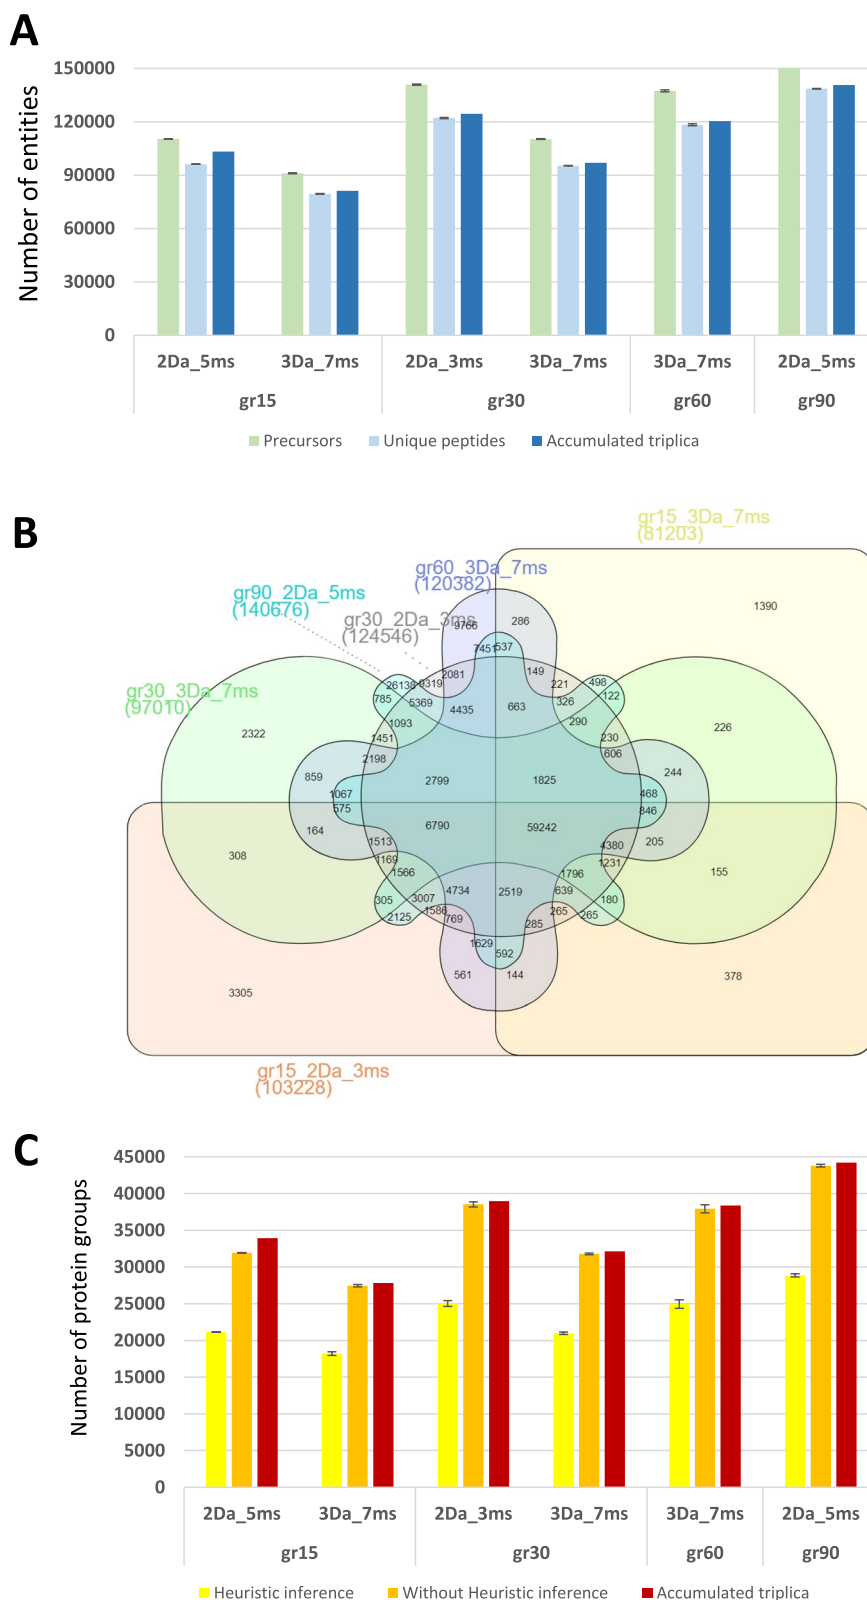 A
Number of entities
150000
120000
90000
60000
30000
0
2Da_5ms 3Da_7ms 2Da_3ms 3Da_7ms 3Da_7ms 2Da_5ms
gr15 gr30 gr60 gr90
Precursors Unique peptides Accumulated triplica
B
gr15_3Da_7ms
(81203)
gr60_3Da_7ms
(120382)
gr90_2Da_5ms
(140676)
gr30_2Da_3ms
(124546)
gr30_3Da_7ms
(97010)
1390
9766 286
7451 537
2081 149
26138 9319 221 498
785 5369 326 122
4435 663
1093 290
1451 230
2322 226
2198 606
859 244
2799 1825
1067 468
575 846
6790 59242
164 205
1513 4380
308 1169 1231 155
1566 1796
4734 2519 639
305 3007 180
2125 1586 265 265
769 285
1629 592
561 144
378
3305
gr15_2Da_3ms
(103228)
C
Number of protein groups
45000
40000
35000
30000
25000
20000
15000
10000
5000
0
2Da_5ms 3Da_7ms 2Da_3ms 3Da_7ms 3Da_7ms 2Da_5ms
gr15 gr30 gr60 gr90
Heuristic inference Without Heuristic inference Accumulated triplica